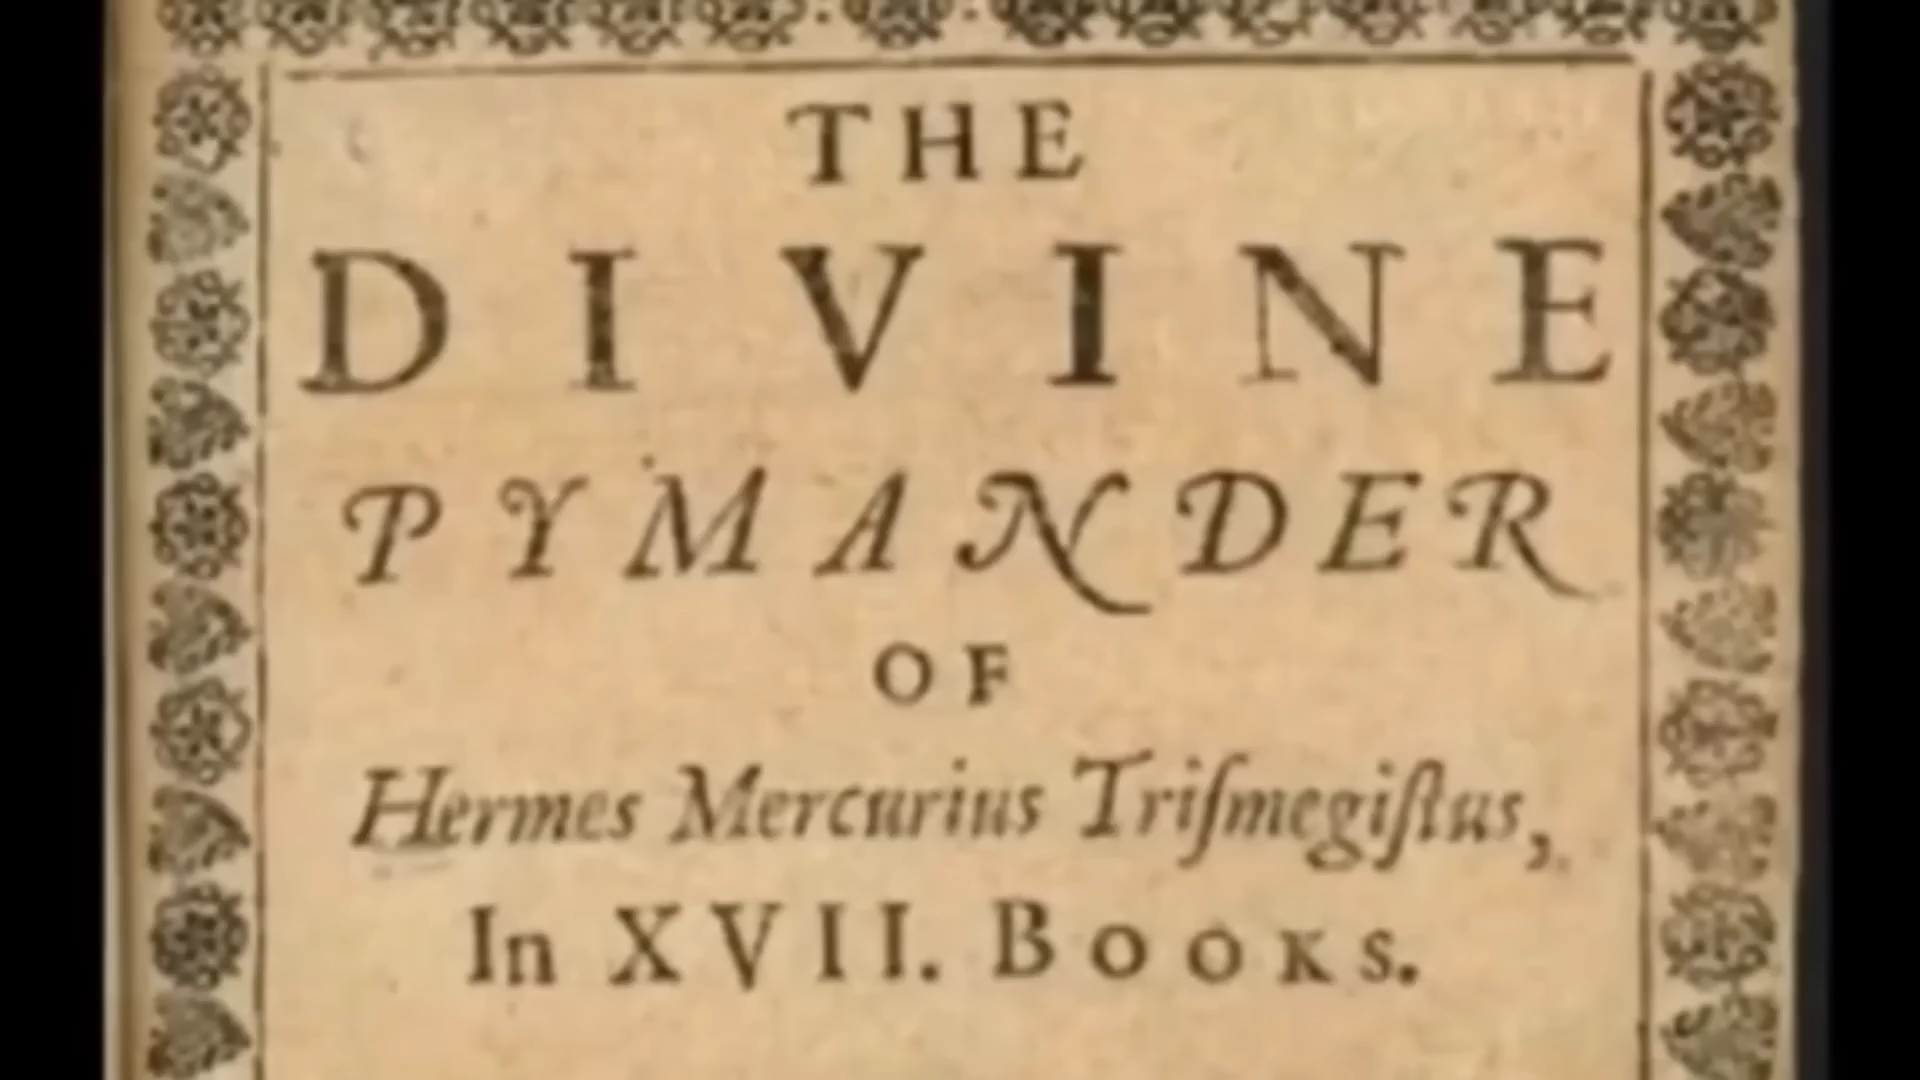 THE
DIVINE
PYMANDER
OF
Hermes Mercurius Triſmegiſtus,
In XVII. Books.